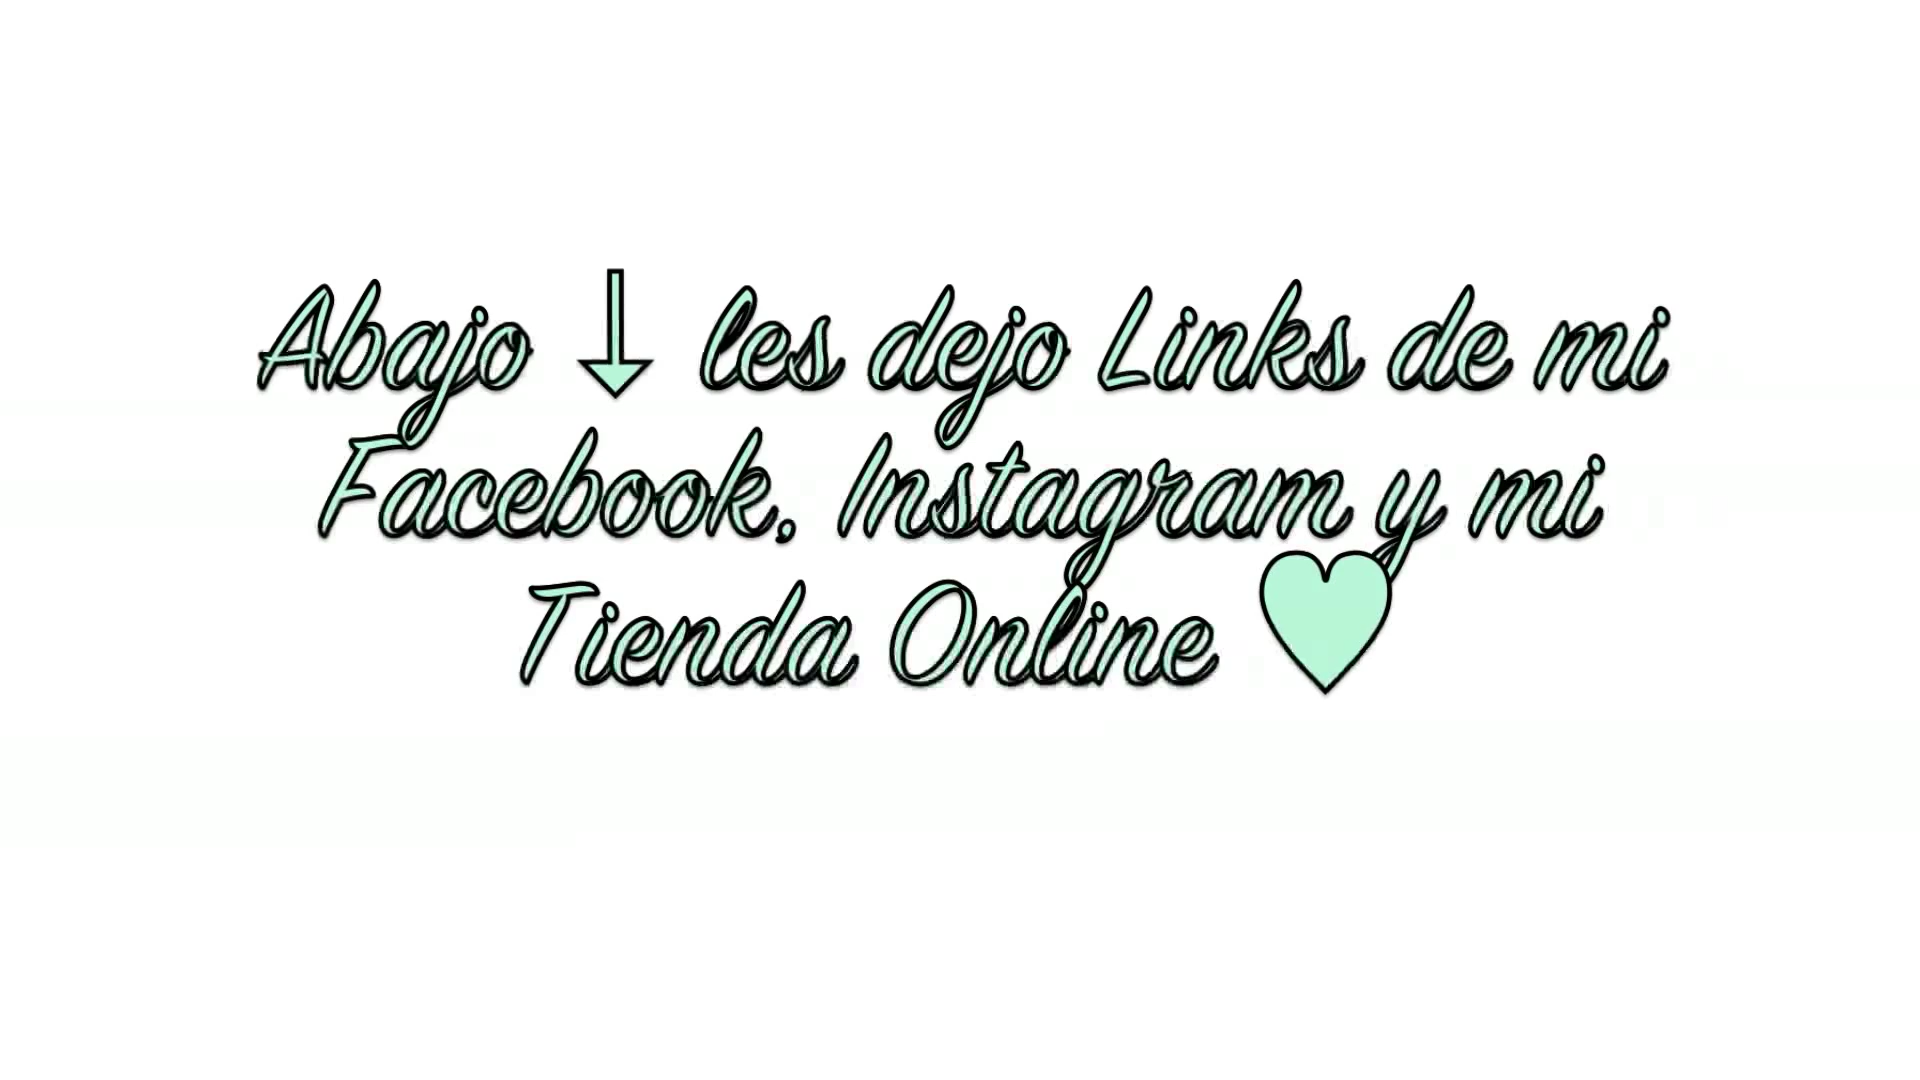 Abajo ↓ les dejo Links de mi
Facebook, Instagram y mi
Tienda Online ♥